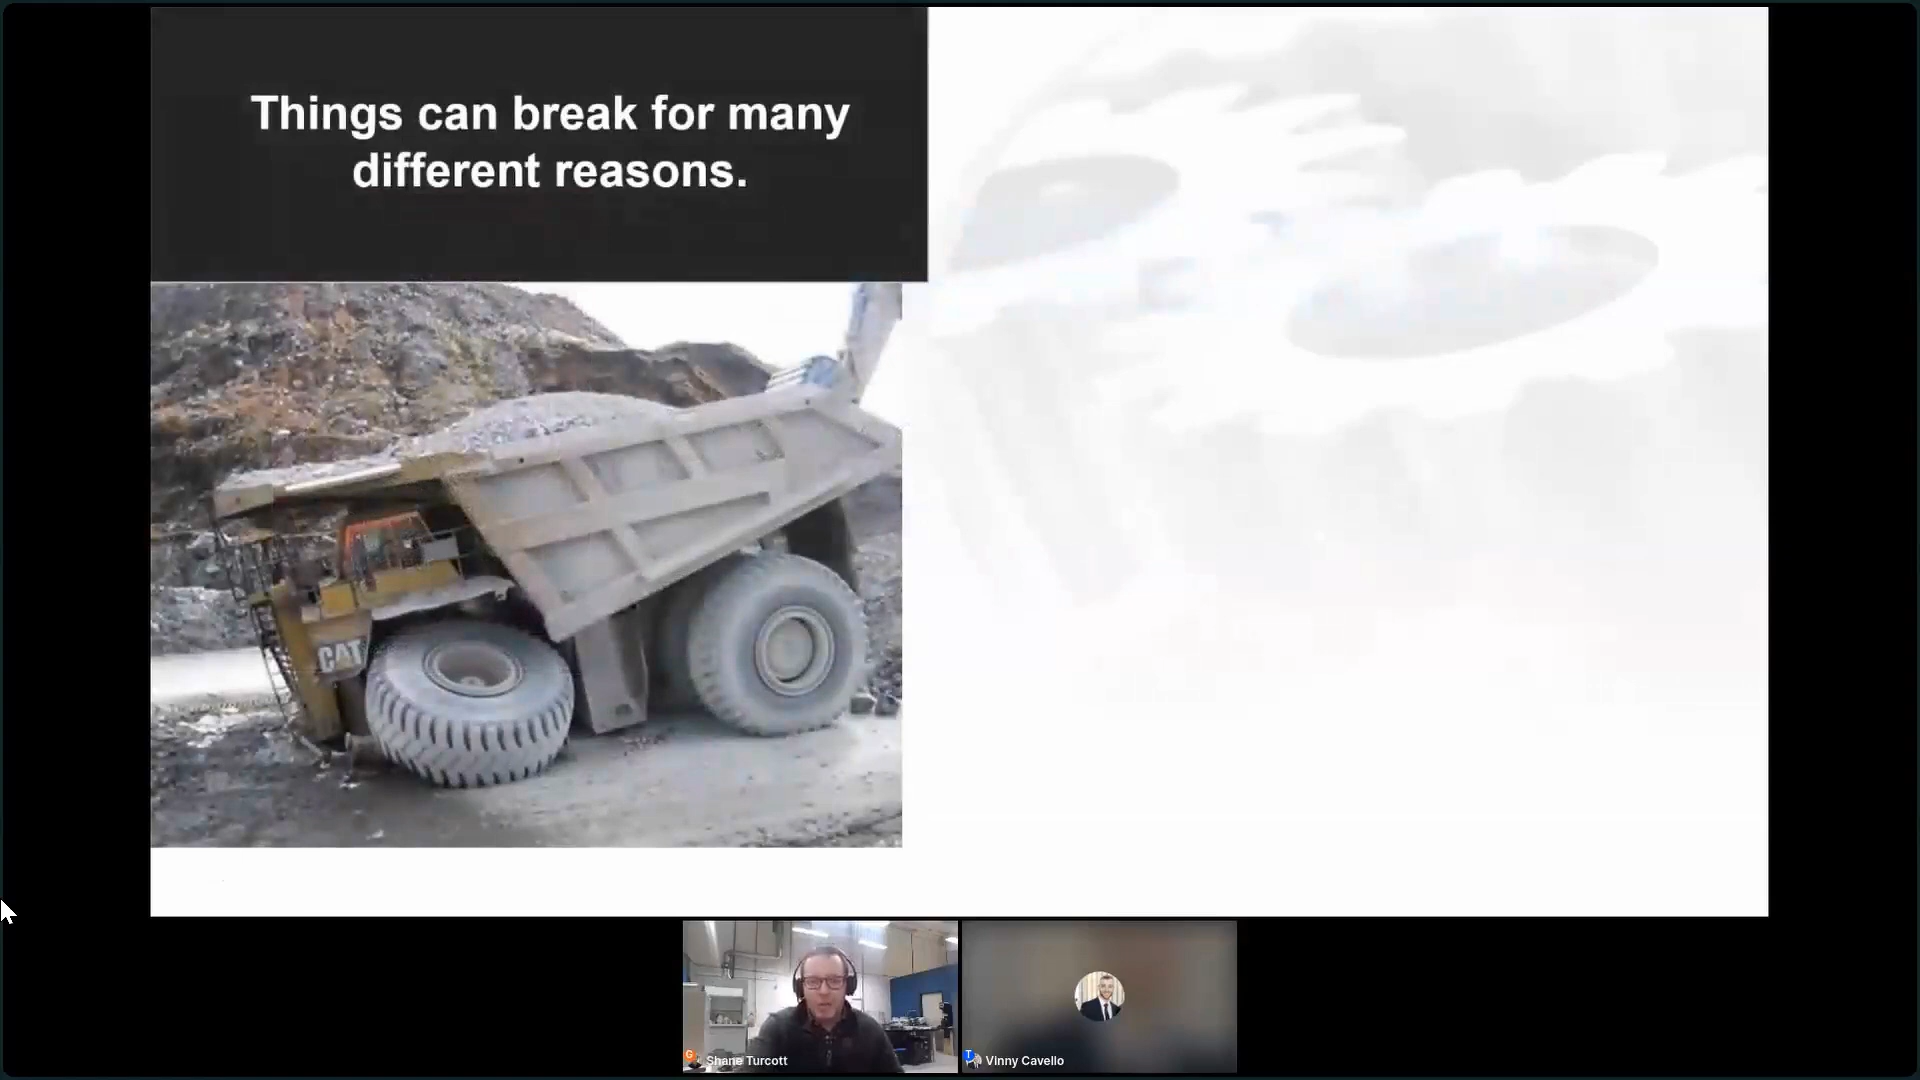 Things can break for many
different reasons.
CAT
G
Shane Turcott
T
Vinny Cavello